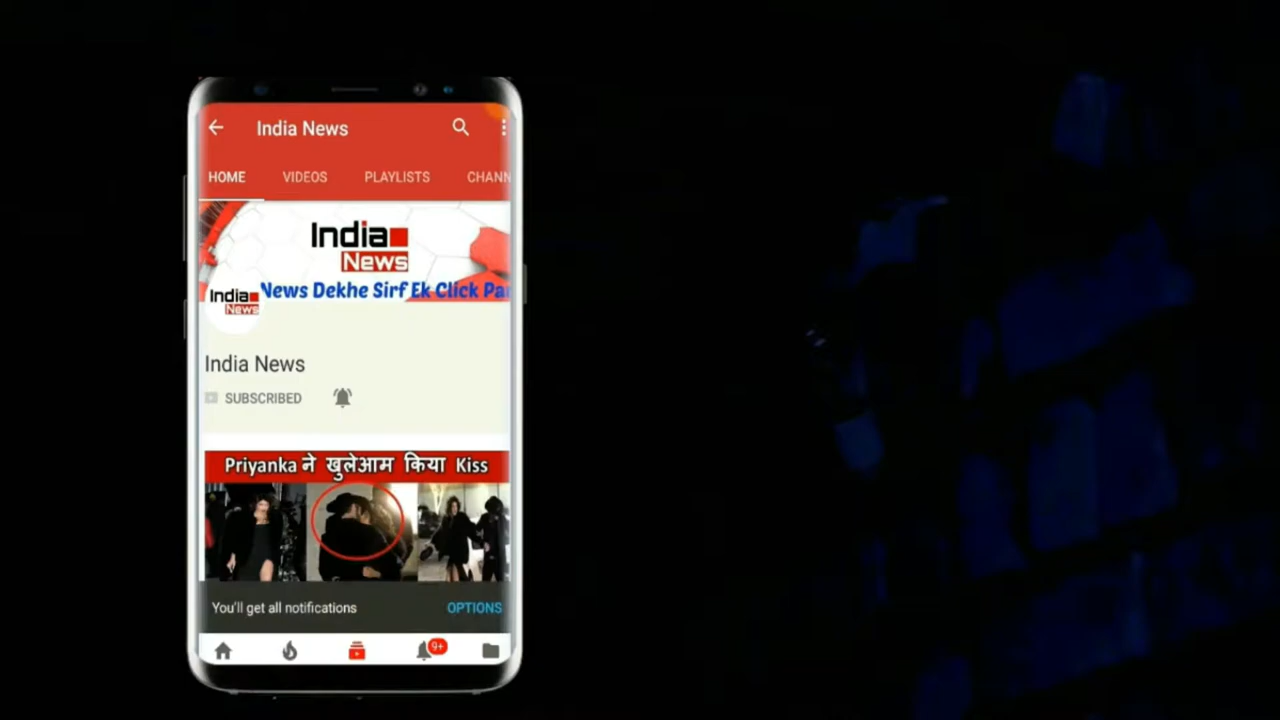 India News
HOME VIDEOS PLAYLISTS CHANN
India
News
News Dekhe Sirf Ek Click Par
India
News
India News
SUBSCRIBED
Priyanka ने खुलेआम किया Kiss
You'll get all notifications OPTIONS
9+